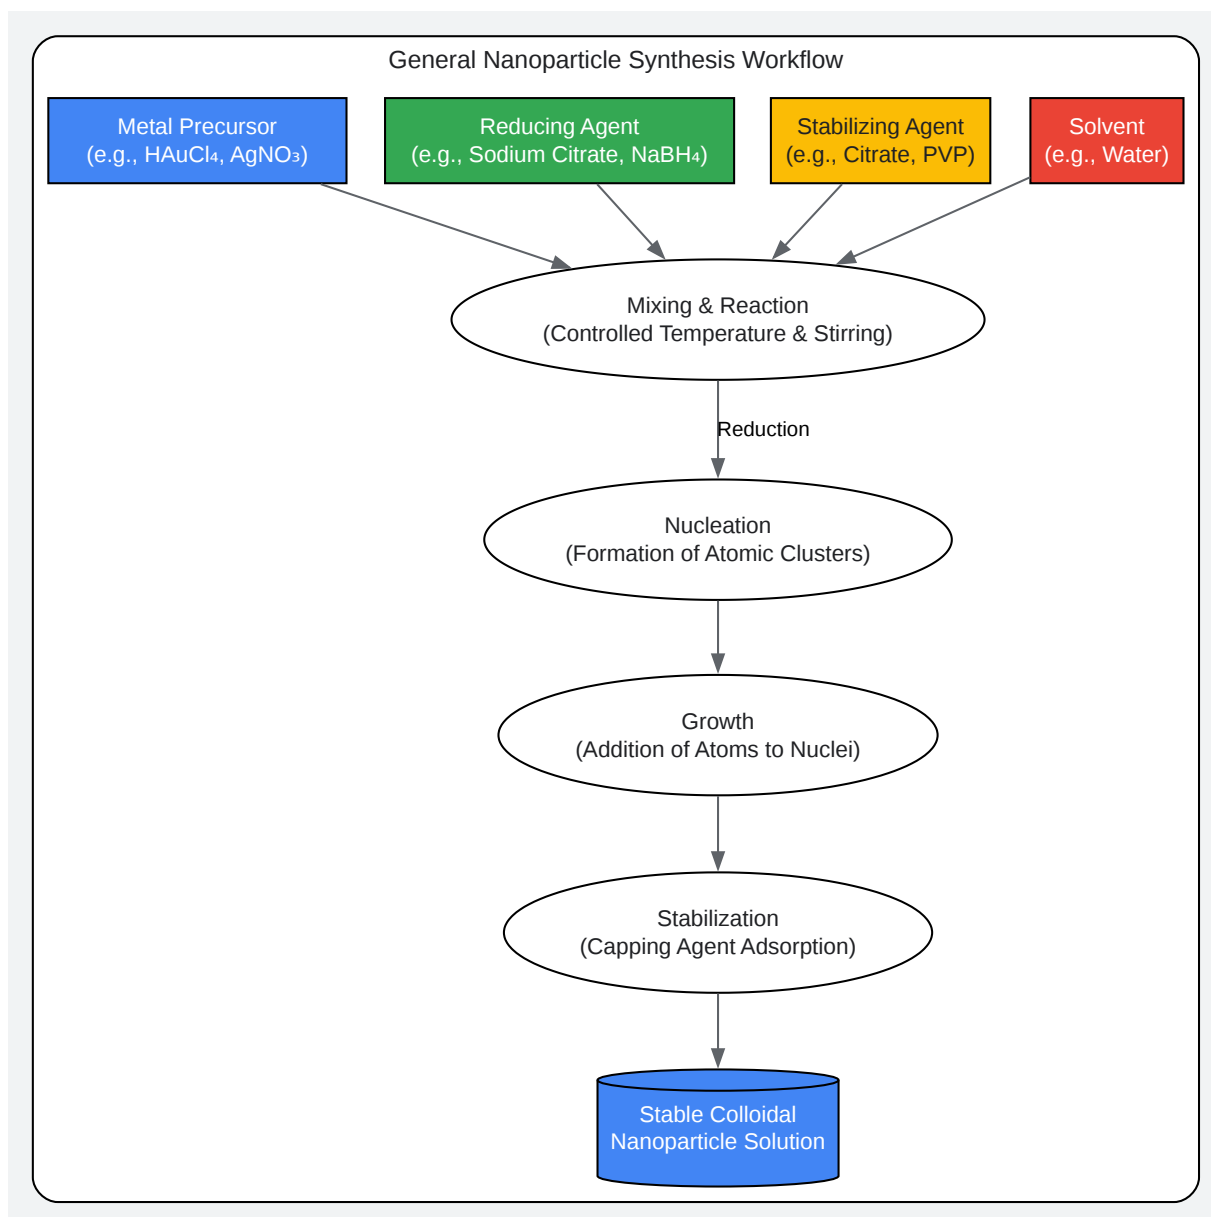 General Nanoparticle Synthesis Workflow
Metal Precursor
(e.g., HAuCl₄, AgNO₃)
Reducing Agent
(e.g., Sodium Citrate, NaBH₄)
Stabilizing Agent
(e.g., Citrate, PVP)
Solvent
(e.g., Water)
Mixing & Reaction
(Controlled Temperature & Stirring)
Reduction
Nucleation
(Formation of Atomic Clusters)
Growth
(Addition of Atoms to Nuclei)
Stabilization
(Capping Agent Adsorption)
Stable Colloidal
Nanoparticle Solution